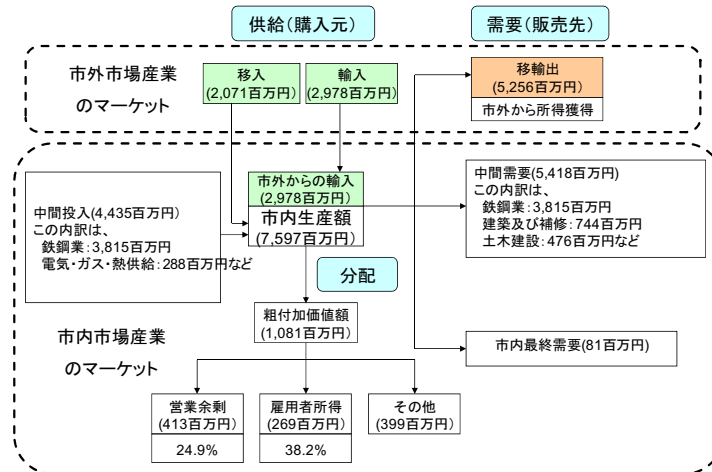 供給(購入元)
需要(販売先)
市外市場産業
のマーケット
移入
(2,071百万円)
輸入
(2,978百万円)
移輸出
(5,256百万円)
市外から所得獲得
中間投入(4,435百万円)
この内訳は、
鉄鋼業:3,815百万円
電気・ガス・熱供給:288百万円など
市外からの輸入
(2,978百万円)
市内生産額
(7,597百万円)
中間需要(5,418百万円)
この内訳は、
鉄鋼業:3,815百万円
建築及び補修:744百万円
土木建設:476百万円など
分配
粗付加価値額
(1,081百万円)
市内市場産業
のマーケット
市内最終需要(81百万円)
営業余剰
(413百万円)
24.9%
雇用者所得
(269百万円)
38.2%
その他
(399百万円)